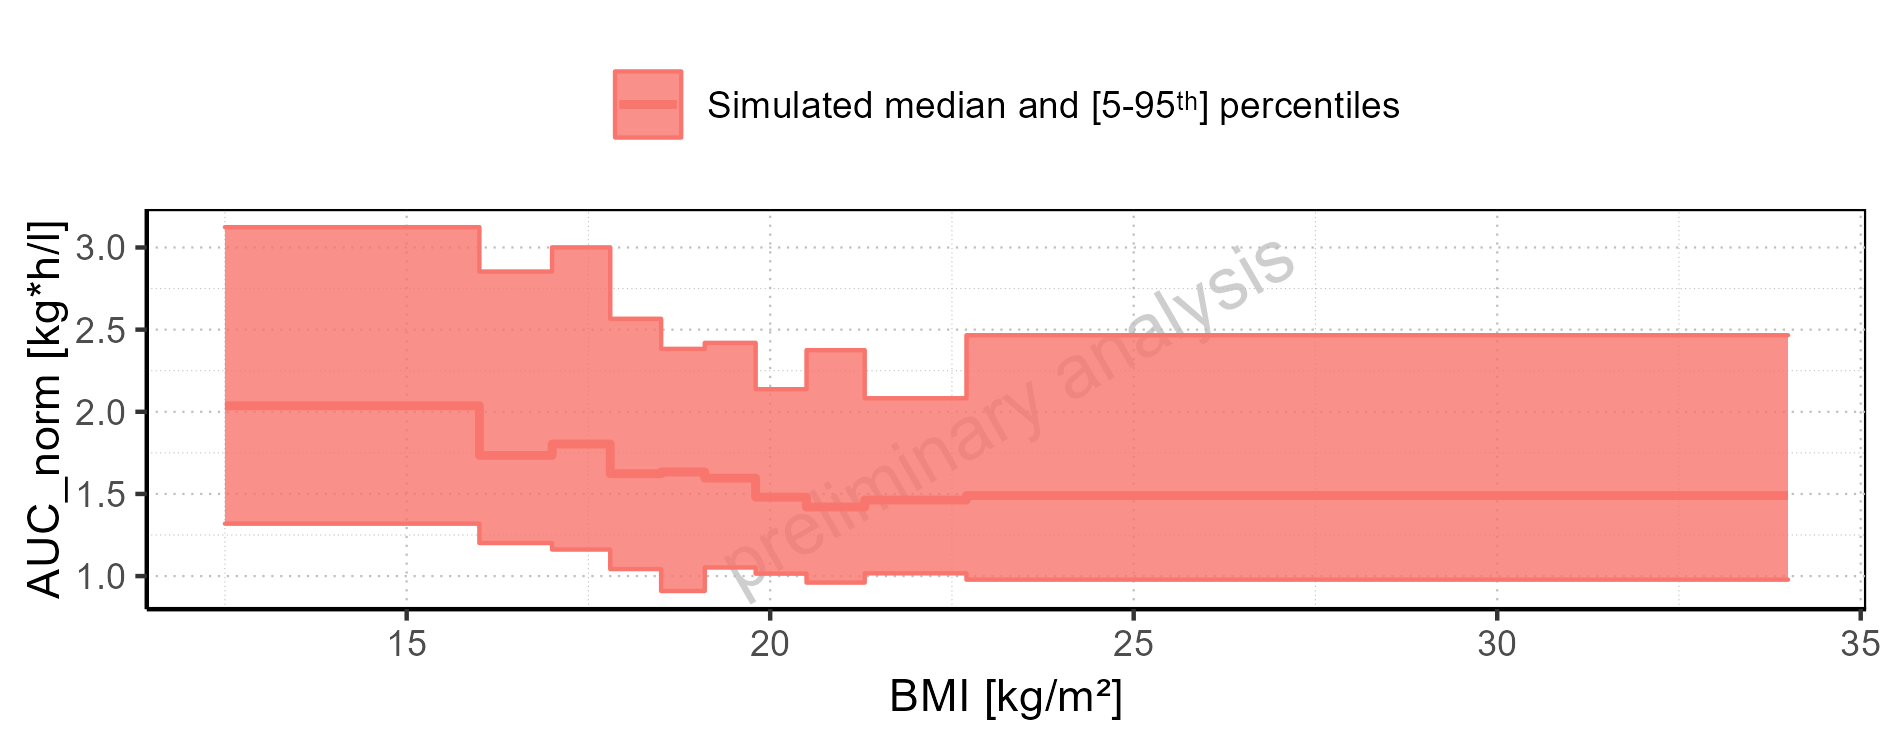 Simulated median and [5-95ᵗʰ] percentiles
AUC_norm [kg*h/l]
3.0
2.5
2.0
1.5
1.0
preliminary analysis
15 20 25 30 35
BMI [kg/m²]